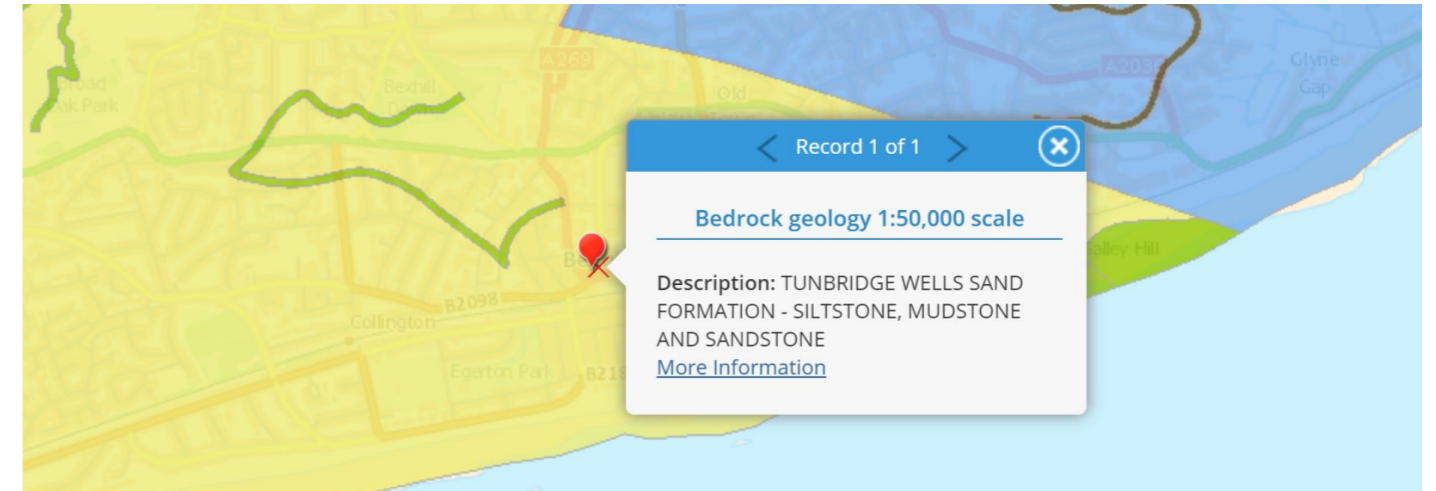 A269
Glyne
Gap
Bexhill
Old
A2036
Oak Park
Record 1 of 1
Bedrock geology 1:50,000 scale
Description: TUNBRIDGE WELLS SAND
FORMATION - SILTSTONE, MUDSTONE
AND SANDSTONE
More Information
Galley Hill
B2098
Collington
Egerton Park